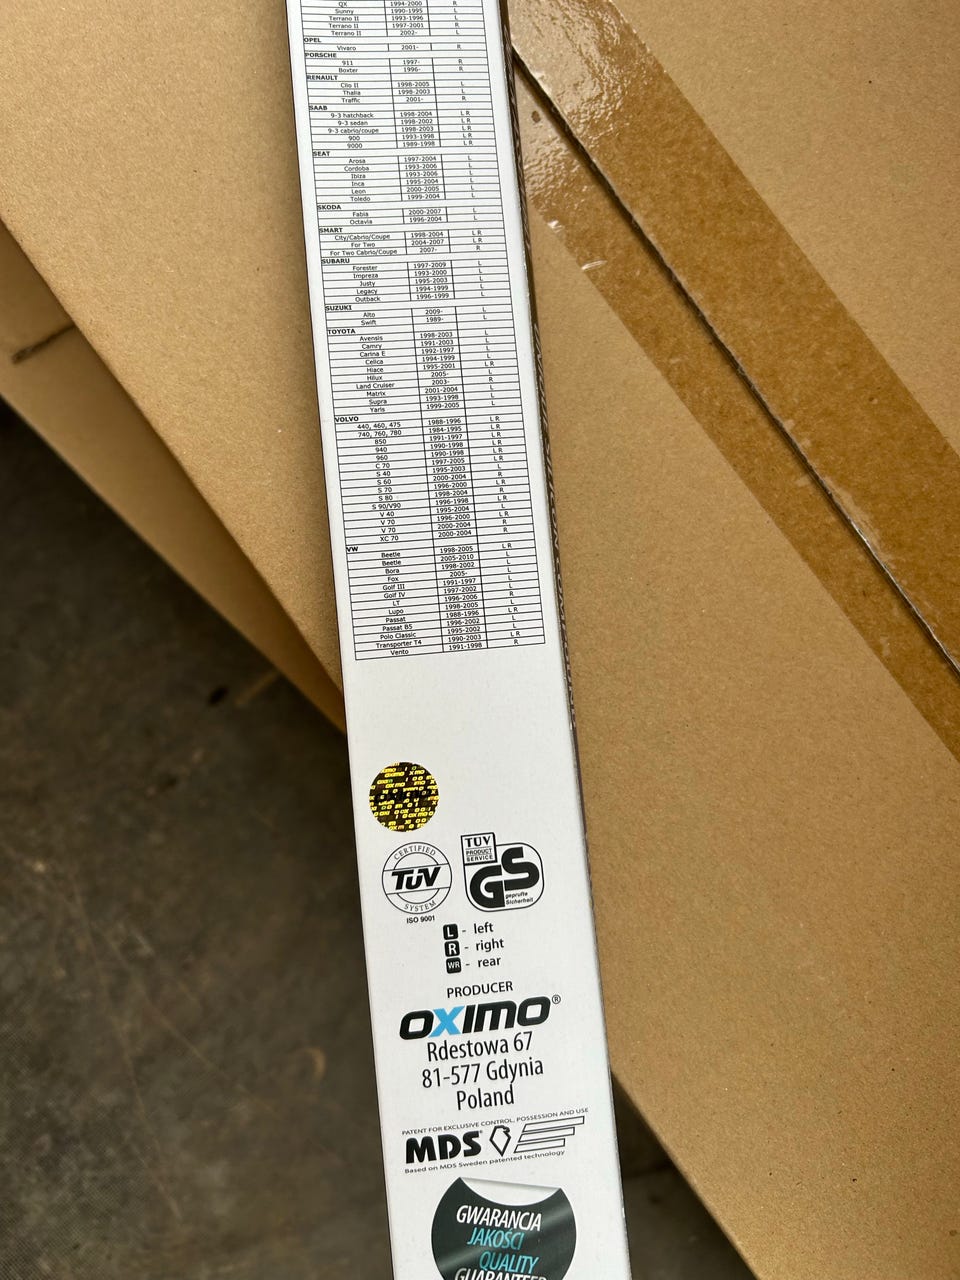 QX 1994-2000 R
Sunny 1990-1995 L
Terrano II 1993-1996 L
Terrano II 1997-2001 R
Terrano II 2002- L
OPEL
Vivaro 2001- R
PORSCHE
911 1997- R
Boxter 1996- R
RENAULT
Clio II 1998-2005 L
Thalia 1998-2003 L
Traffic 2001- R
SAAB
9-3 hatchback 1998-2004 L R
9-3 sedan 1998-2002 L R
9-3 cabrio/coupe 1998-2003 L R
900 1993-1998 L R
9000 1989-1998 L R
SEAT
Arosa 1997-2004 L
Cordoba 1993-2006 L
Ibiza 1993-2006 L
Inca 1995-2004 L
Leon 2000-2005 L
Toledo 1999-2004 L
SKODA
Fabia 2000-2007 L
Octavia 1996-2004 L
SMART
City/Cabrio/Coupe 1998-2004 L R
For Two 2004-2007 L R
For Two Cabrio/Coupe 2007- R
SUBARU
Forester 1997-2009 L
Impreza 1993-2000 L
Justy 1995-2003 L
Legacy 1994-1999 L
Outback 1996-1999 L
SUZUKI
Alto 2009- L
Swift 1989- L
TOYOTA
Avensis 1998-2003 L
Camry 1991-2003 L
Carina E 1992-1997 L
Celica 1994-1999 L
Hiace 1995-2001 L R
Hilux 2005- L
Land Cruiser 2003- R
Matrix 2001-2004 L
Supra 1993-1998 L
Yaris 1999-2005 L
VOLVO
440, 460, 475 1988-1996 L R
740, 760, 780 1984-1995 L R
850 1991-1997 L R
940 1990-1998 L R
960 1990-1998 L R
C 70 1997-2005 L R
S 40 1995-2003 L
S 60 2000-2004 R
S 70 1996-2000 L R
S 80 1998-2004 R
S 90/V90 1996-1998 L R
V 40 1995-2004 L
V 70 1996-2000 L R
V 70 2000-2004 R
XC 70 2000-2004 R
VW
Beetle 1998-2005 L R
Beetle 2005-2010 L
Bora 1998-2002 L
Fox 2005- L
Golf III 1991-1997 L
Golf IV 1997-2002 L
LT 1996-2006 R
Lupo 1998-2005 L
Passat 1988-1996 L R
Passat B5 1996-2002 L
Polo Classic 1995-2002 L
Transporter T4 1990-2003 L R
Vento 1991-1998 R
CERTIFIED
TÜV
SYSTEM
ISO 9001
TÜV
PRODUCT
SERVICE
GS
geprüfte
Sicherheit
L - left
R - right
WR - rear
PRODUCER
OXIMO®
Rdestowa 67
81-577 Gdynia
Poland
PATENT FOR EXCLUSIVE CONTROL, POSSESSION AND USE
MDS
Based on MDS Sweden patented technology
GWARANCJA
JAKOŚCI
QUALITY
GUARANTEED